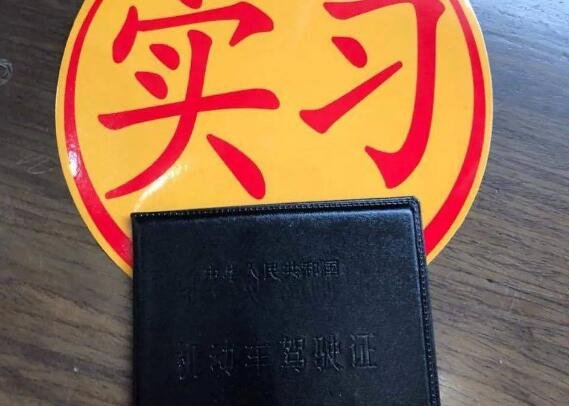 实习
中华人民共和国
机动车驾驶证